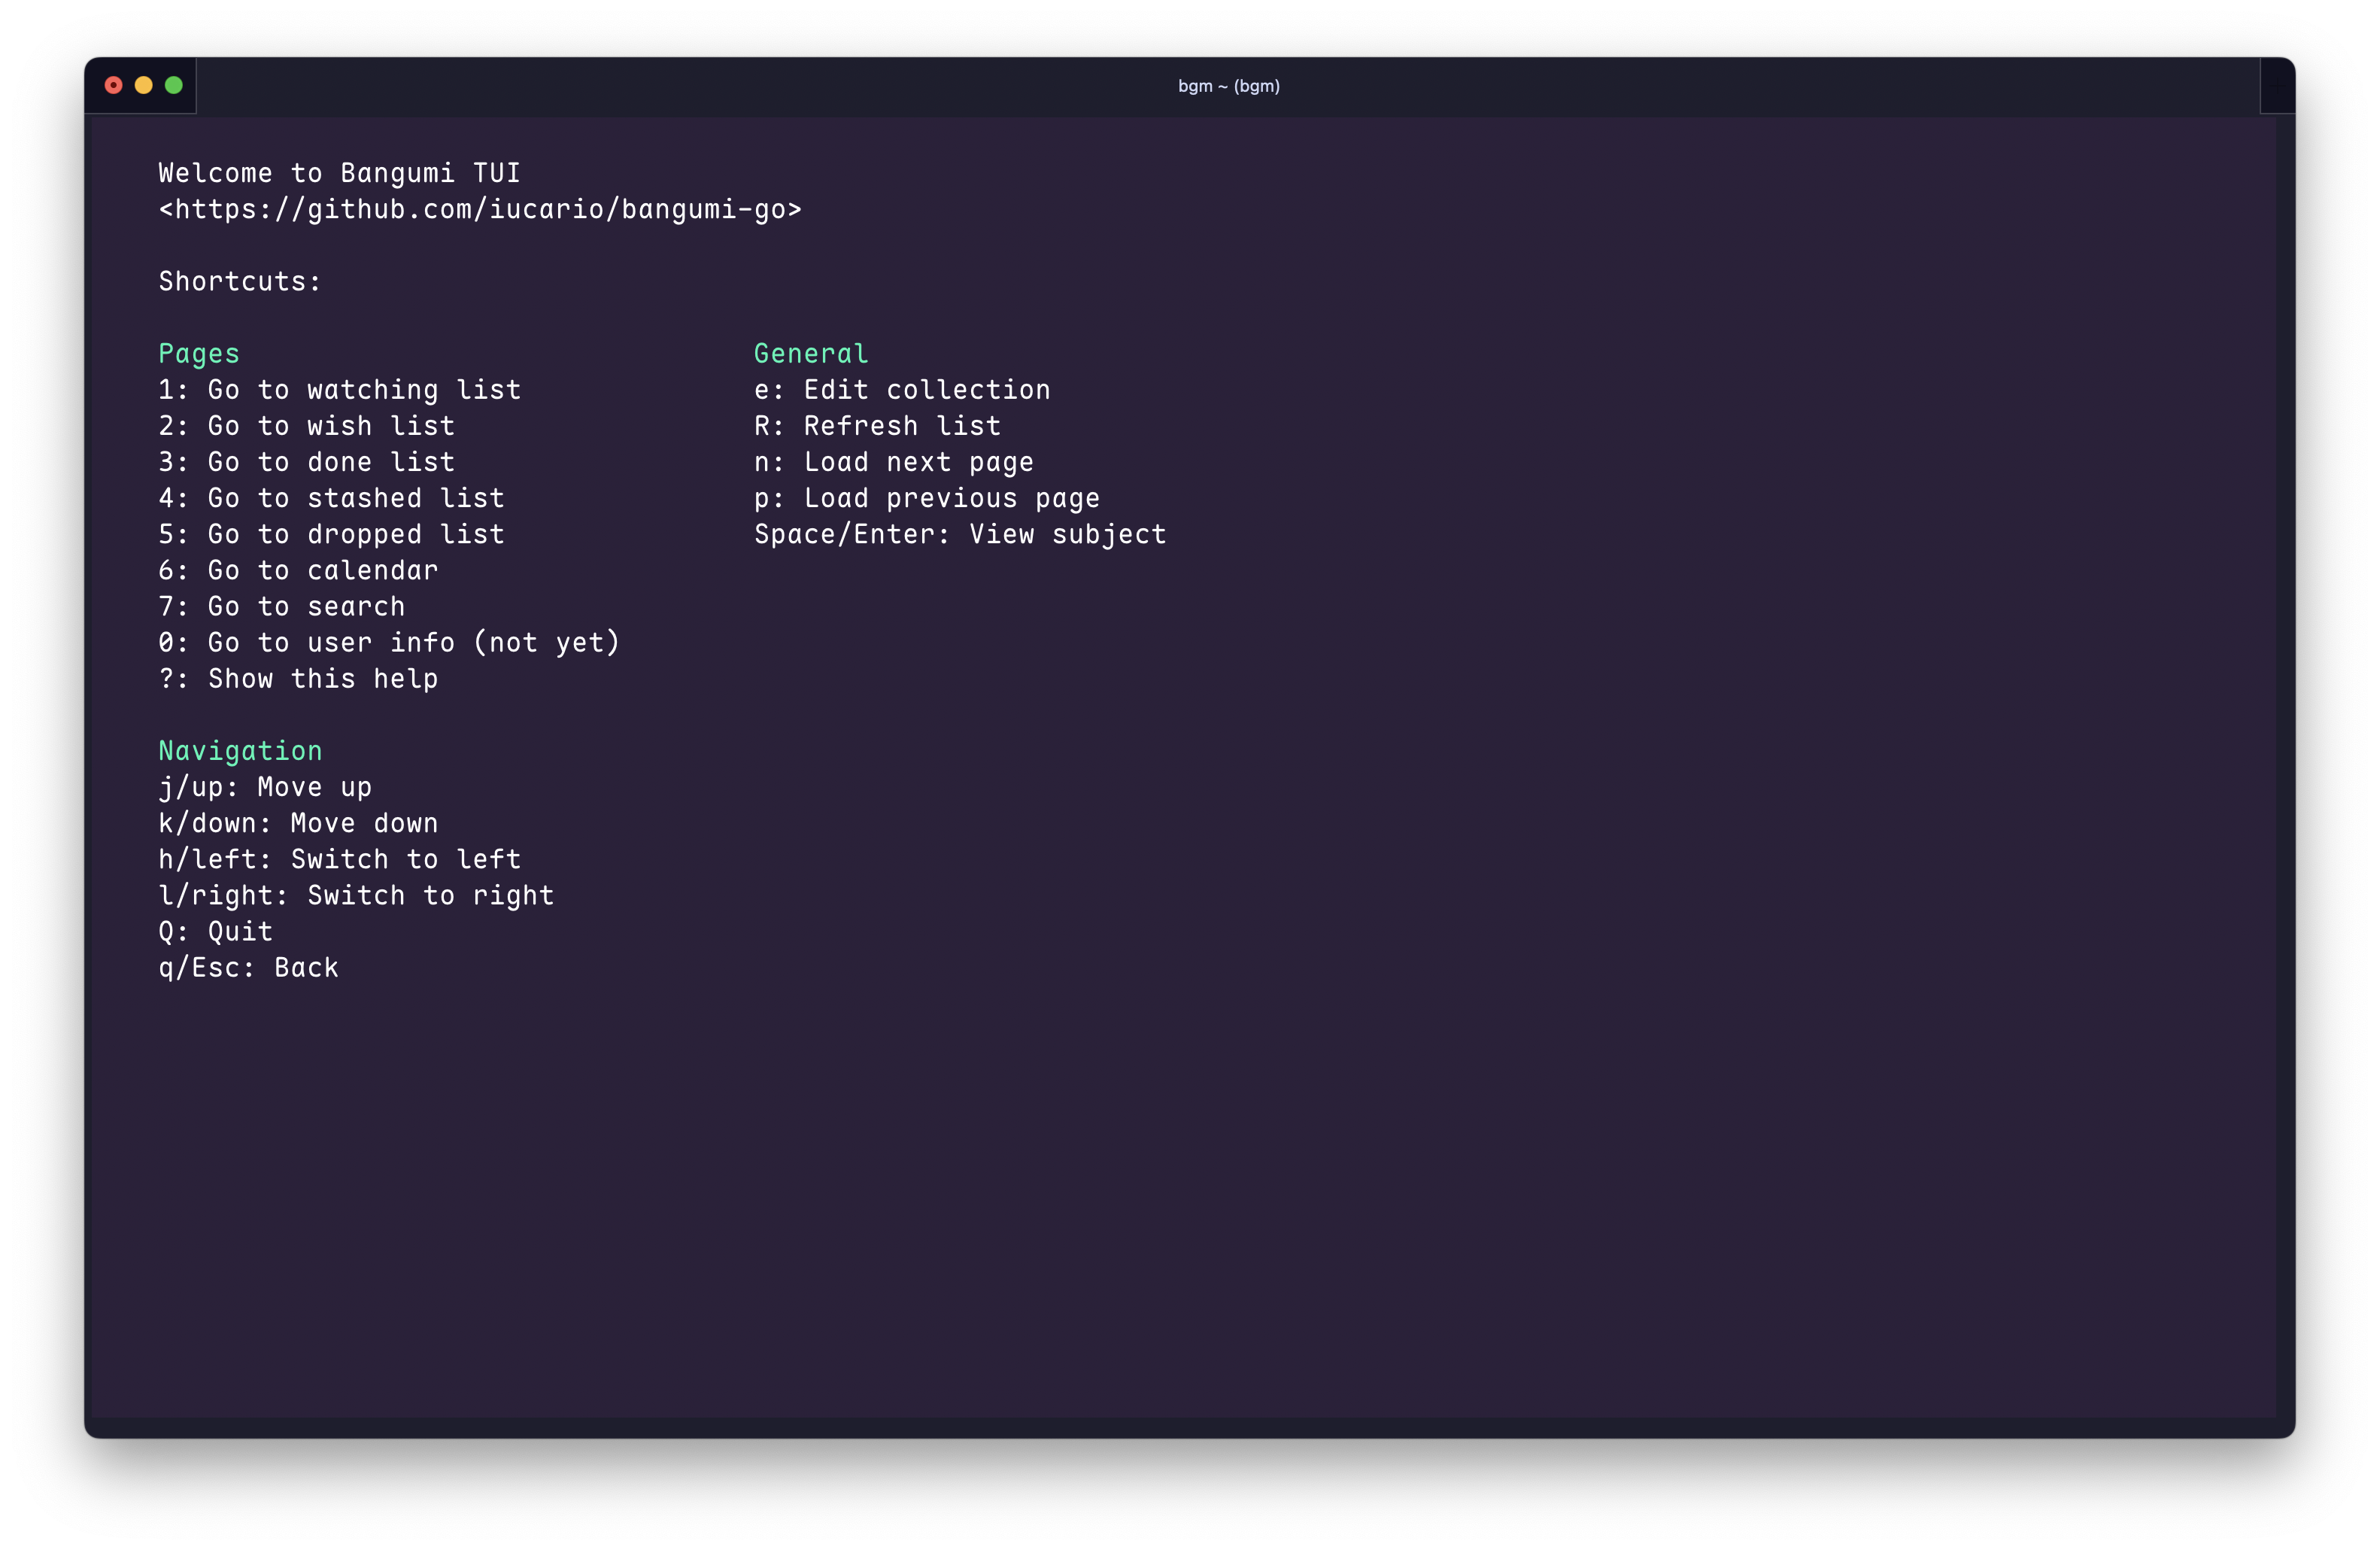 bgm ~ (bgm)
Welcome to Bangumi TUI
<https://github.com/iucario/bangumi-go>
Shortcuts:
Pages
1: Go to watching list
2: Go to wish list
3: Go to done list
4: Go to stashed list
5: Go to dropped list
6: Go to calendar
7: Go to search
0: Go to user info (not yet)
?: Show this help
General
e: Edit collection
R: Refresh list
n: Load next page
p: Load previous page
Space/Enter: View subject
Navigation
j/up: Move up
k/down: Move down
h/left: Switch to left
l/right: Switch to right
Q: Quit
q/Esc: Back